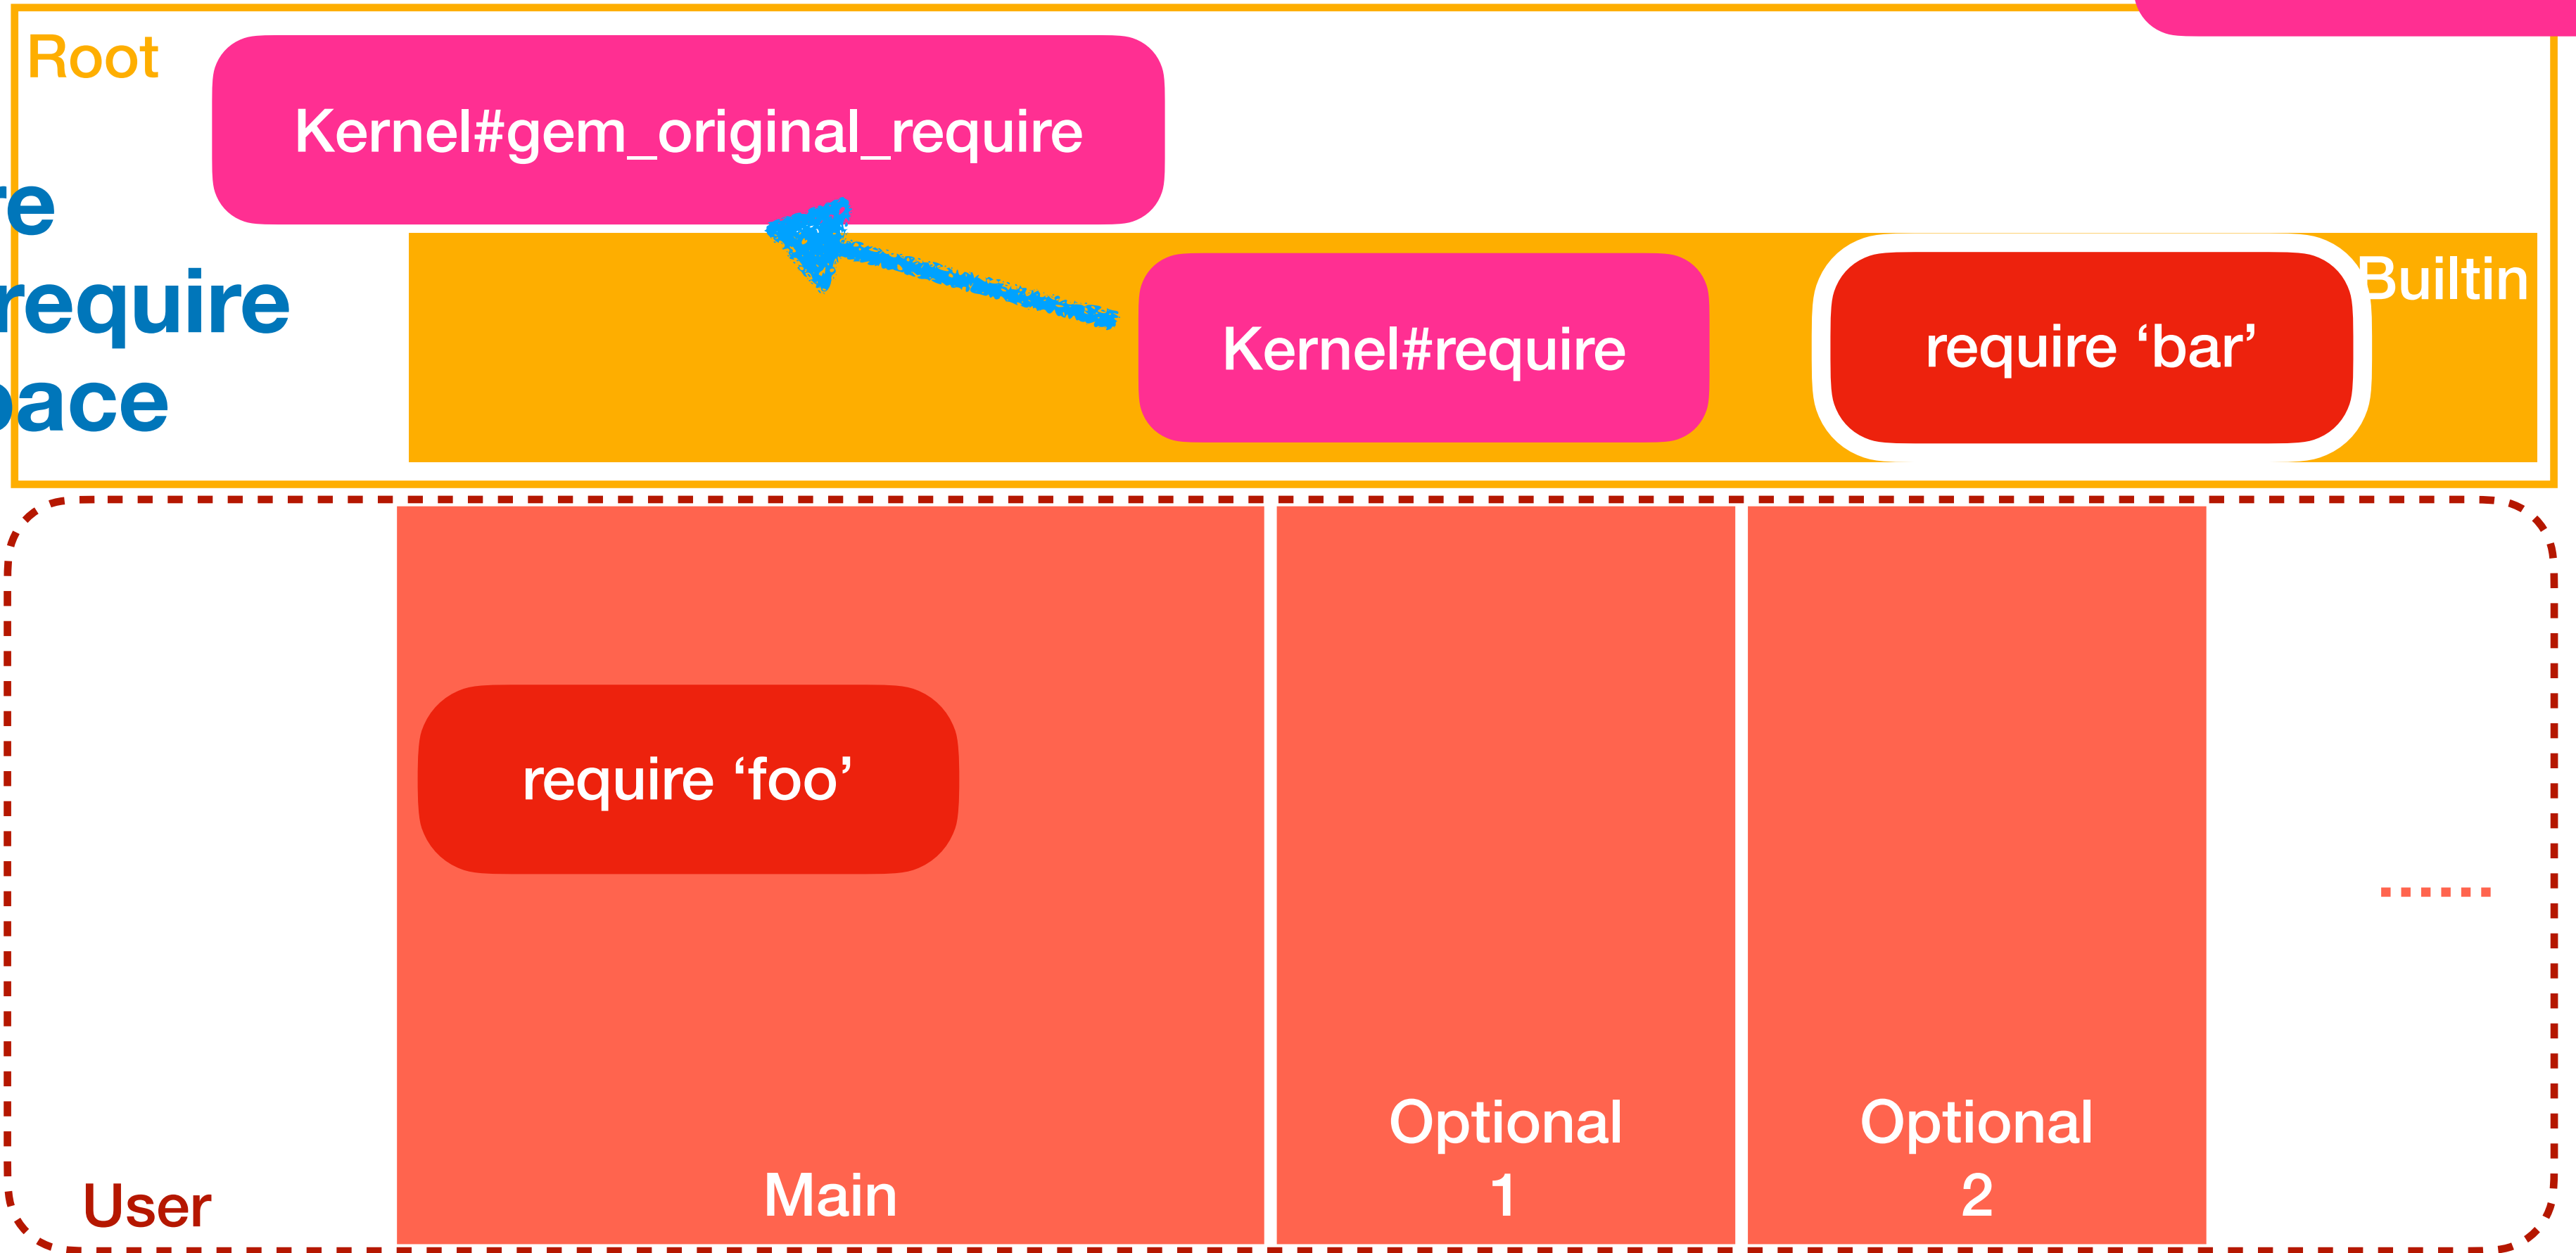 Root
Kernel#gem_original_require
require
Builtin
Kernel#require
require ‘bar’
require ‘foo’
Optional
1
Optional
2
Main
User